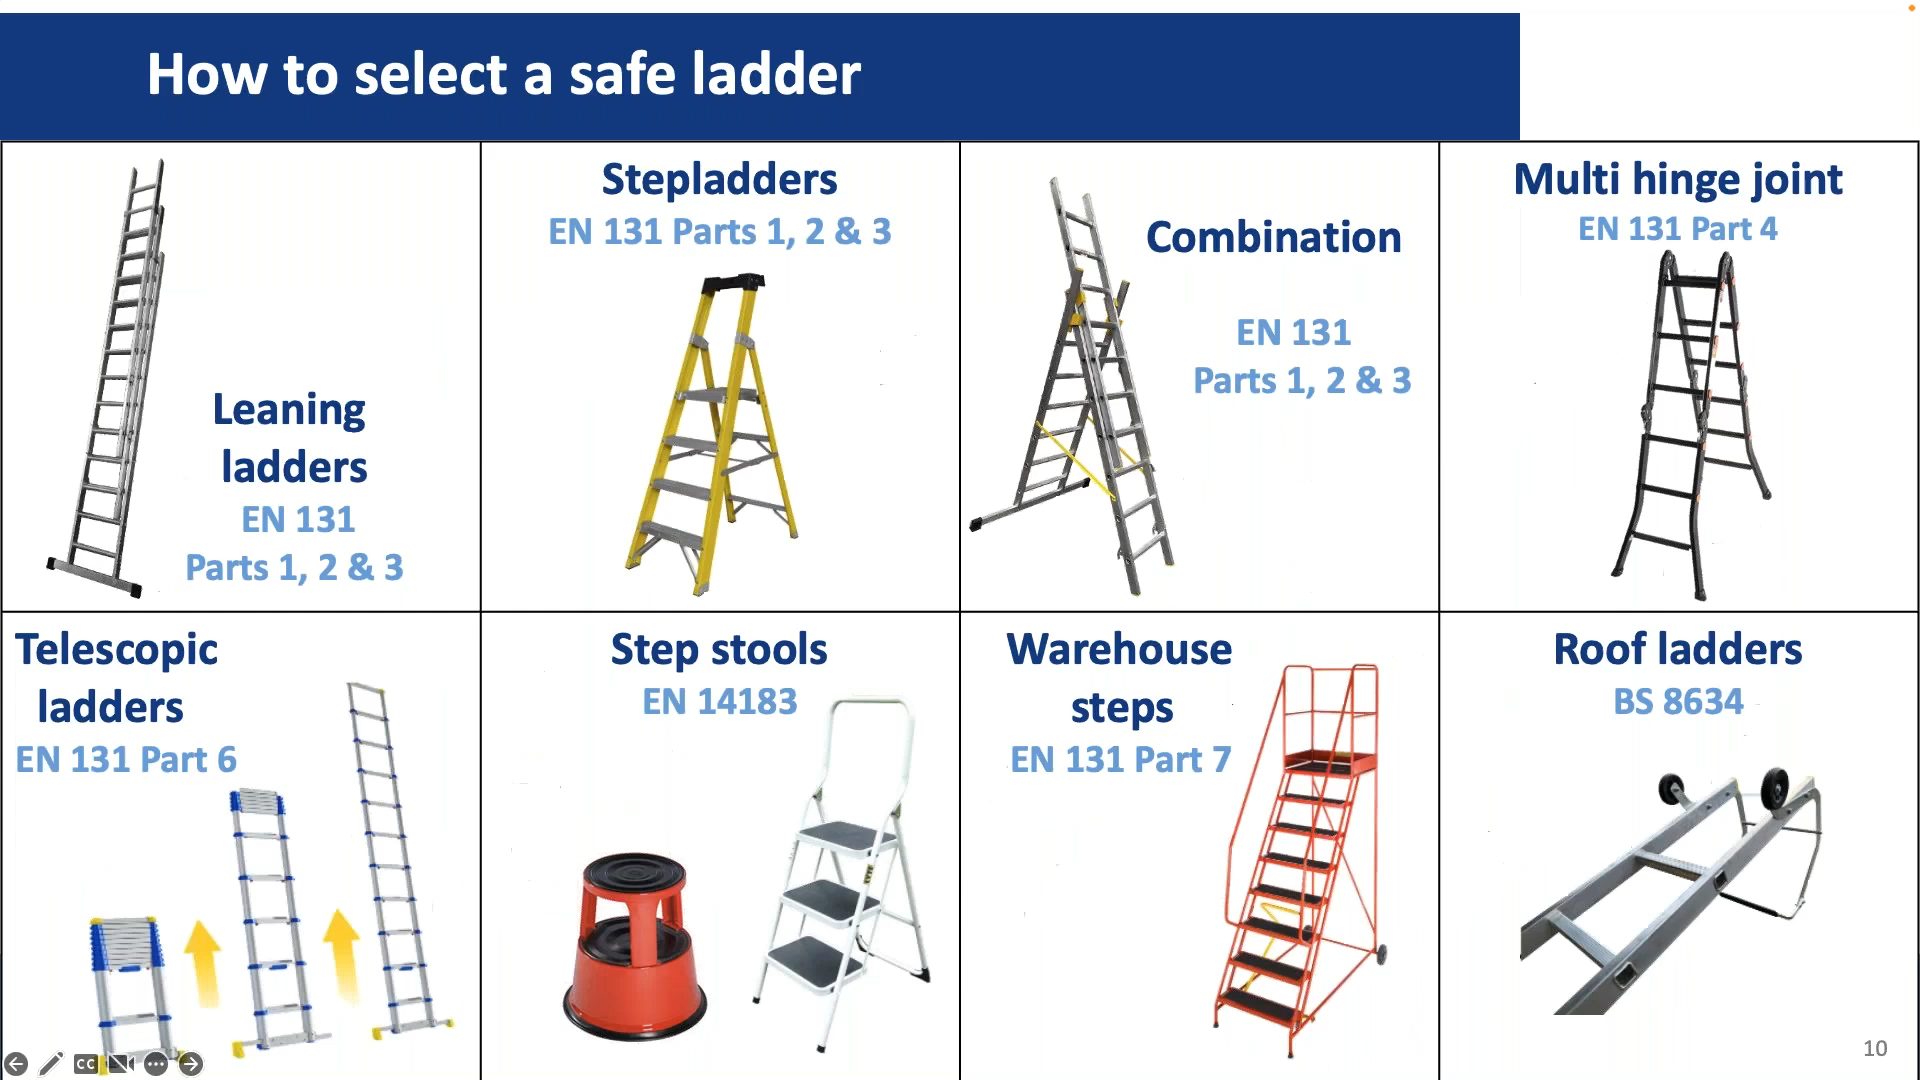 How to select a safe ladder
Leaning
ladders
EN 131
Parts 1, 2 & 3
Stepladders
EN 131 Parts 1, 2 & 3
Combination
EN 131
Parts 1, 2 & 3
Multi hinge joint
EN 131 Part 4
Telescopic
ladders
EN 131 Part 6
Step stools
EN 14183
Warehouse
steps
EN 131 Part 7
Roof ladders
BS 8634
CC
10